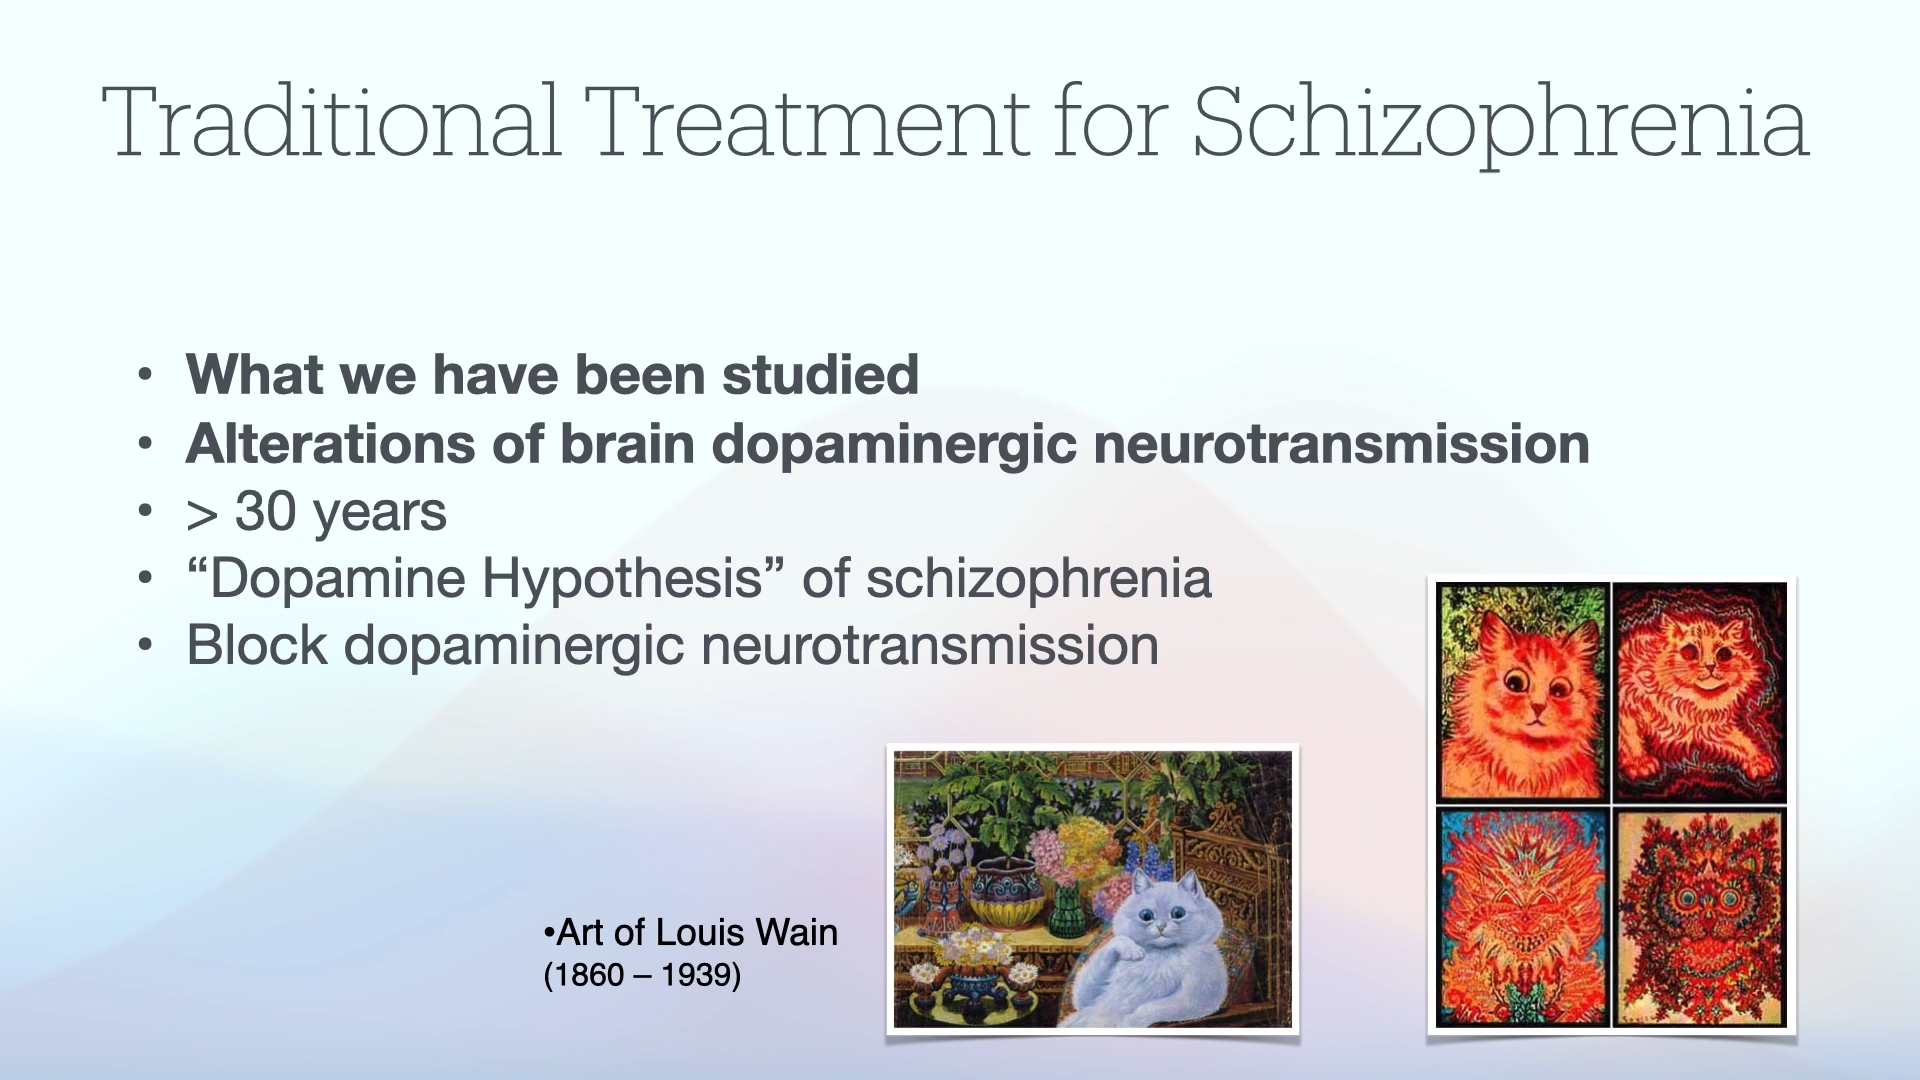 Traditional Treatment for Schizophrenia
• What we have been studied
• Alterations of brain dopaminergic neurotransmission
• > 30 years
• “Dopamine Hypothesis” of schizophrenia
• Block dopaminergic neurotransmission
•Art of Louis Wain
(1860 – 1939)